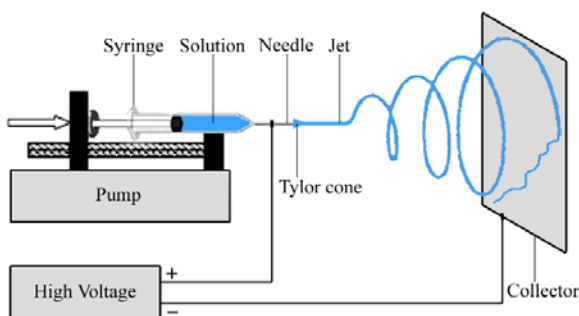 Syringe Solution Needle Jet
Tylor cone
Pump
+
High Voltage
−
Collector